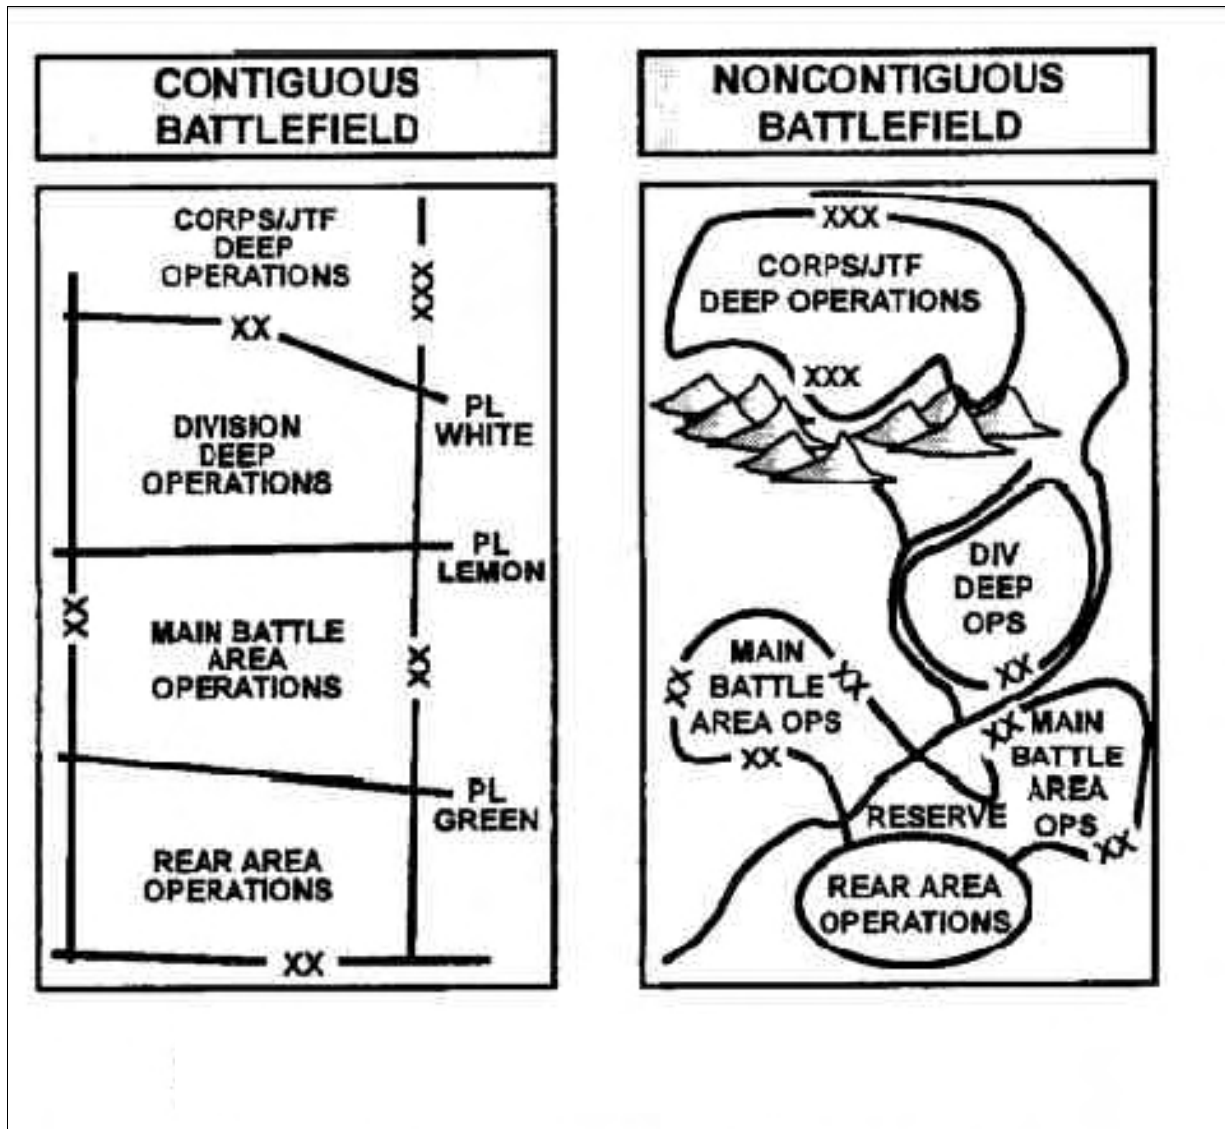 CONTIGUOUS
BATTLEFIELD
CORPS/JTF
DEEP
OPERATIONS
XXX
XX
PL
WHITE
DIVISION
DEEP
OPERATIONS
PL
LEMON
XX
MAIN BATTLE
AREA
OPERATIONS
XX
PL
GREEN
REAR AREA
OPERATIONS
XX
NONCONTIGUOUS
BATTLEFIELD
XXX
CORPS/JTF
DEEP OPERATIONS
XXX
DIV
DEEP
OPS
XX
MAIN
BATTLE
AREA OPS
XX
XX
XX
XX
MAIN
BATTLE
AREA
OPS
XX
RESERVE
REAR AREA
OPERATIONS